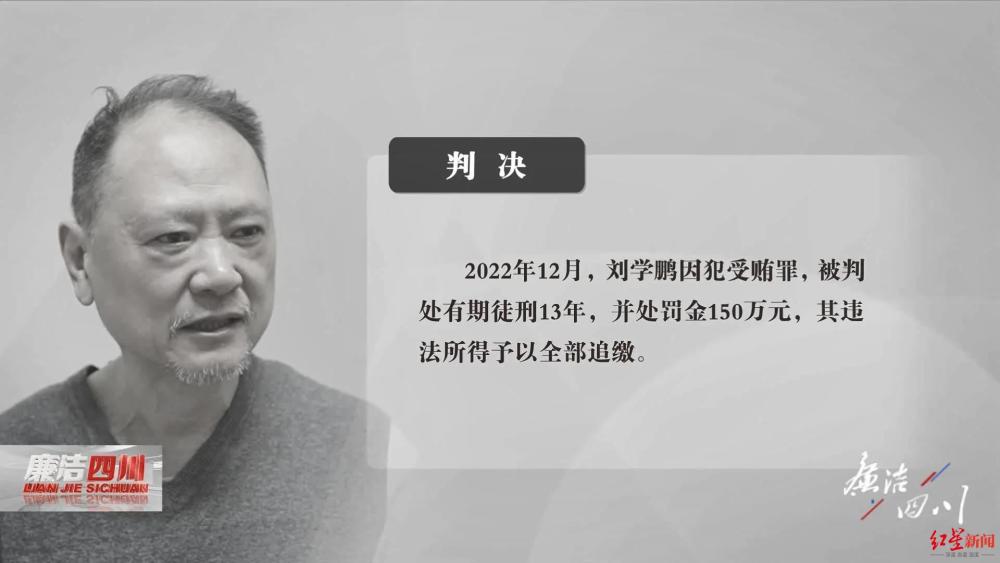 判 决
2022年12月，刘学鹏因犯受贿罪，被判
处有期徒刑13年，并处罚金150万元，其违
法所得予以全部追缴。
廉洁四川
LIAN JIE SICHUAN
廉洁
四川
红星新闻